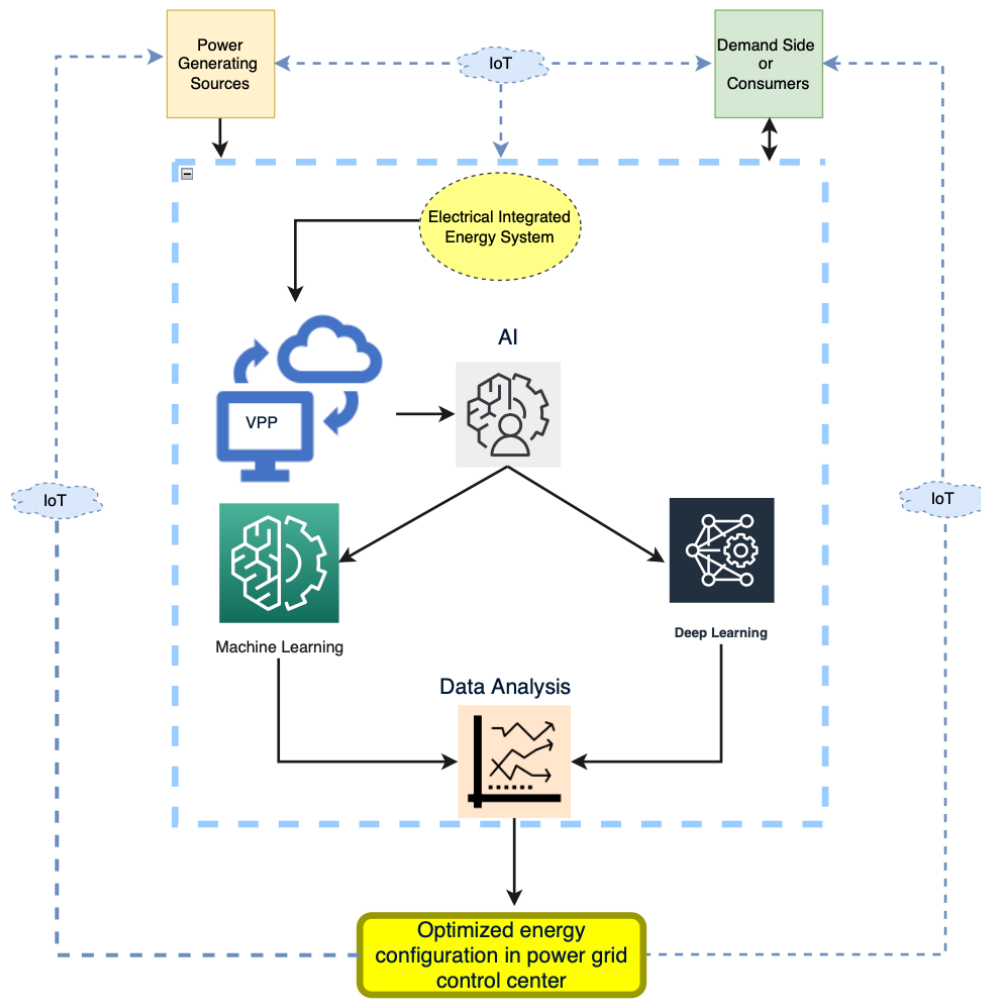 Power
Generating
Sources
IoT
Demand Side
or
Consumers
Electrical Integrated
Energy System
AI
VPP
IoT
IoT
Machine Learning
Deep Learning
Data Analysis
Optimized energy
configuration in power grid
control center